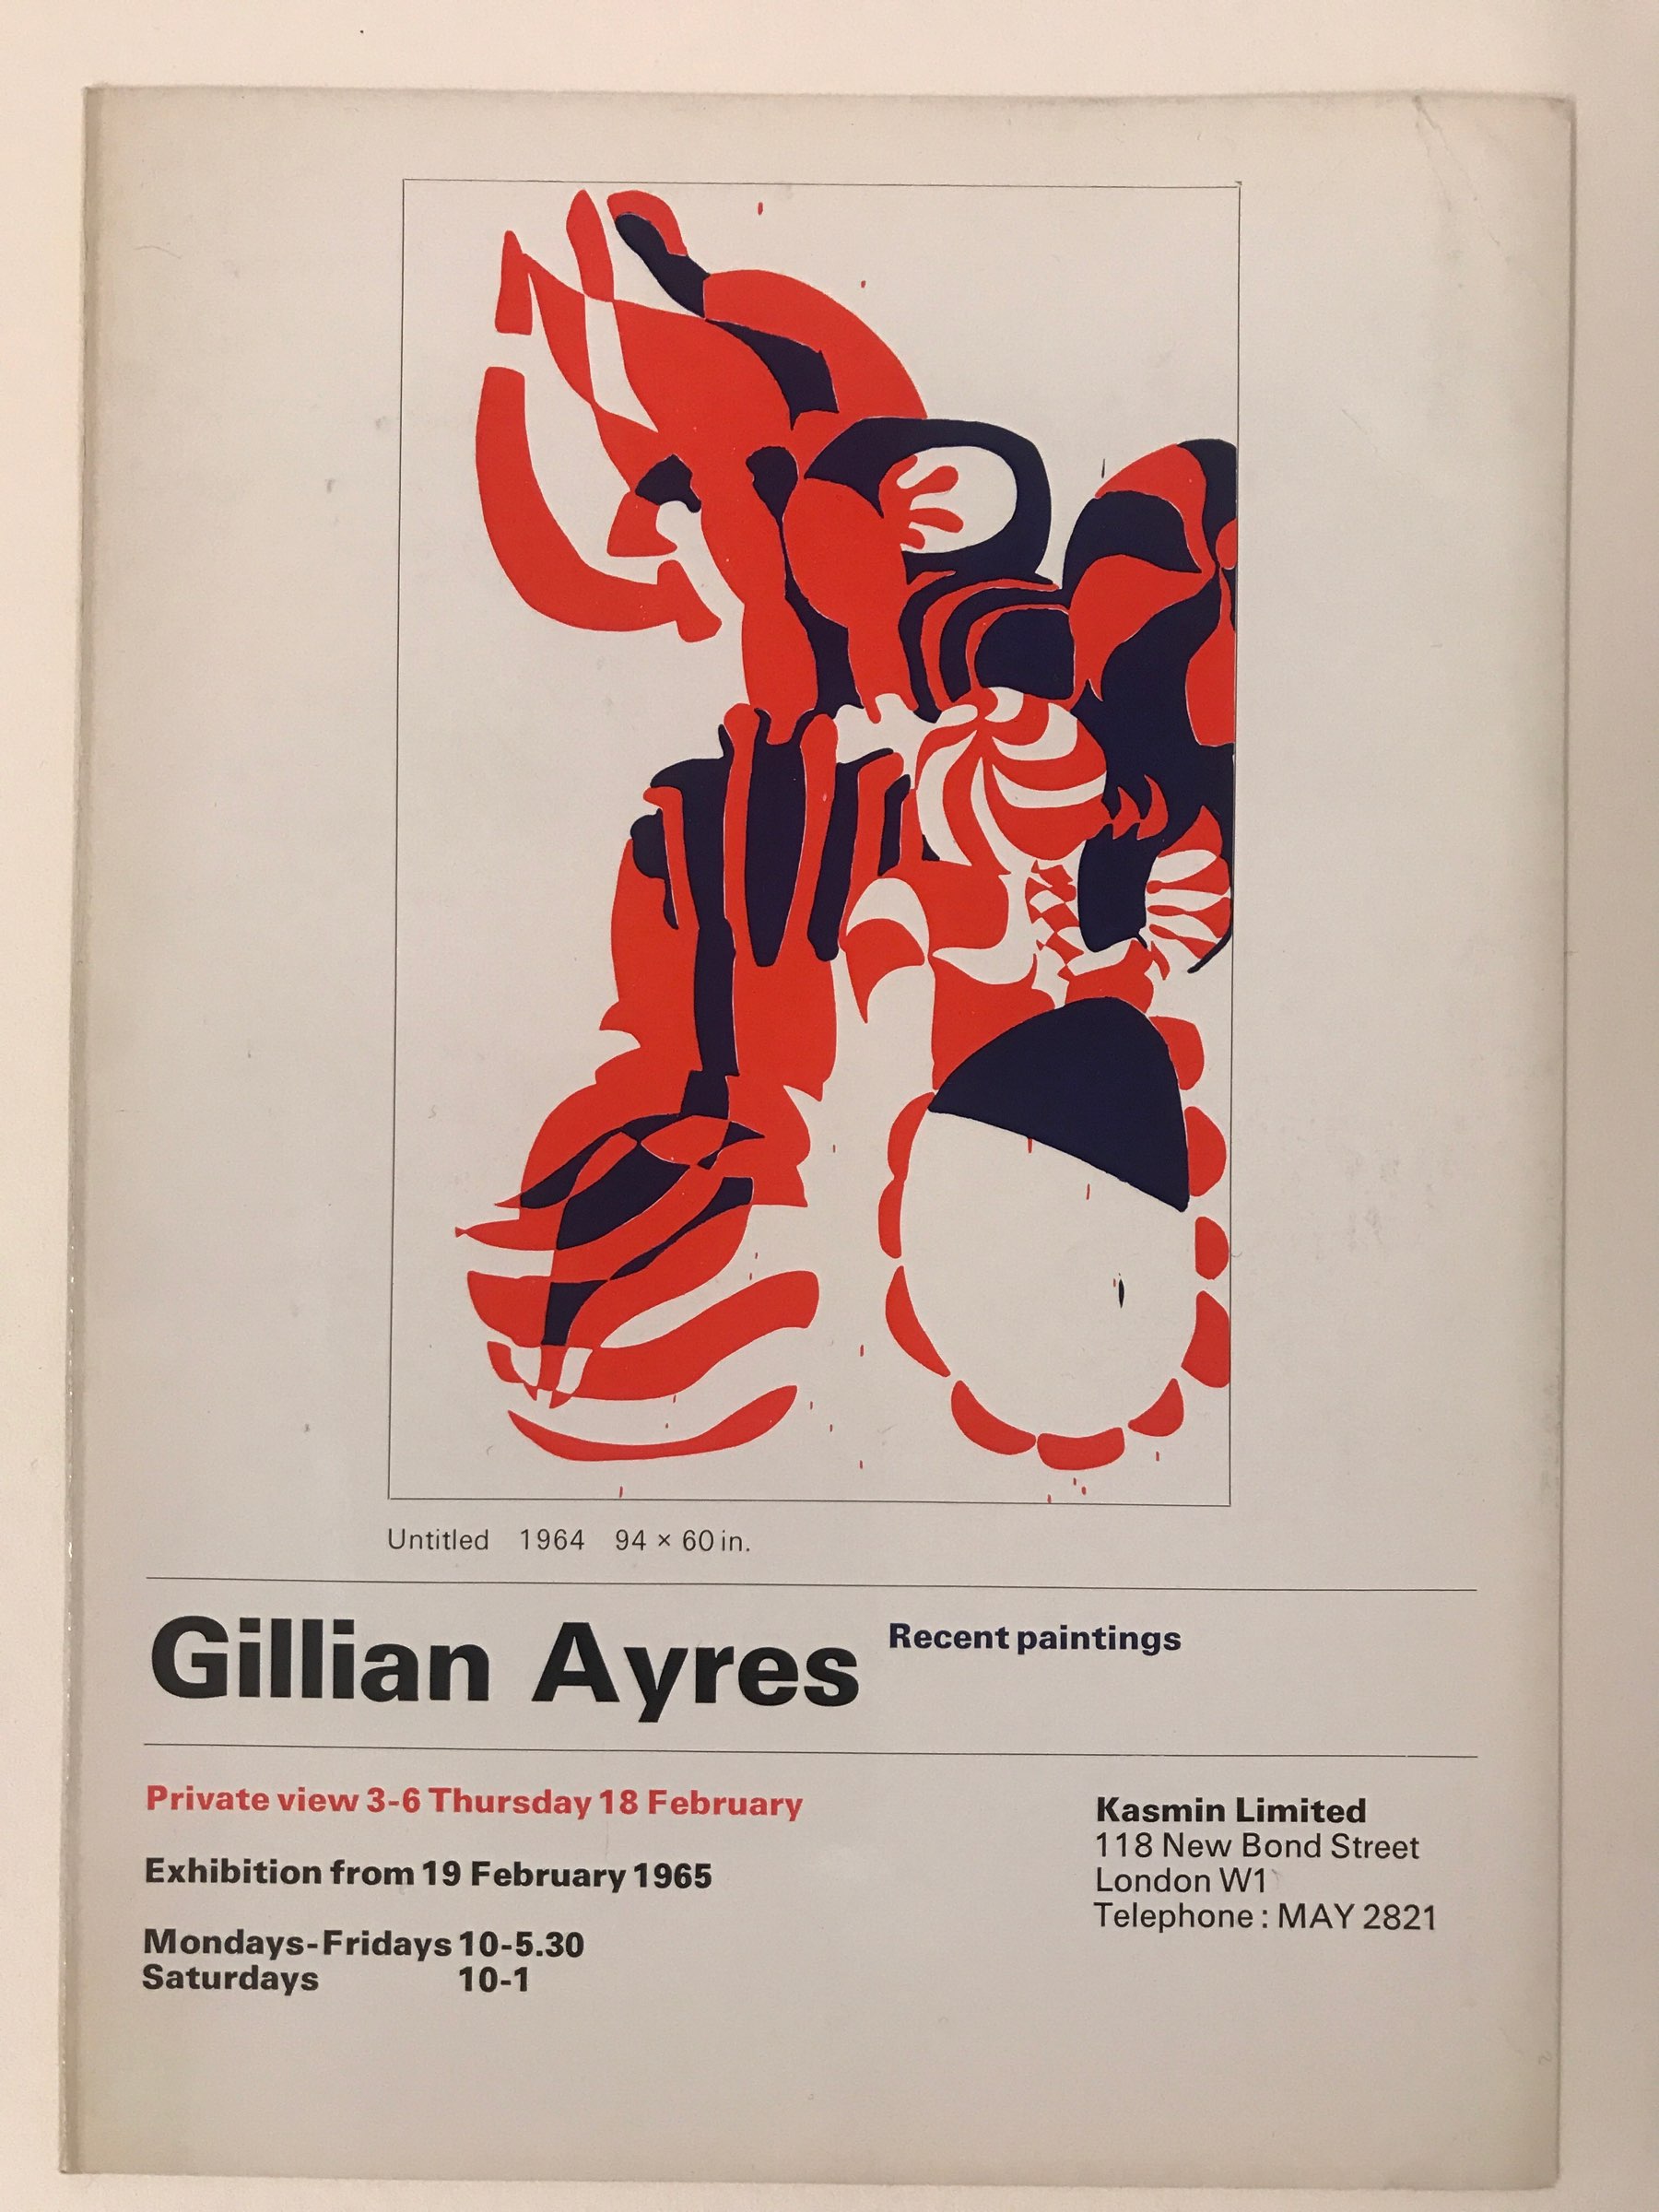 Untitled 1964 94 × 60 in.
Gillian Ayres Recent paintings
Private view 3-6 Thursday 18 February
Exhibition from 19 February 1965
Mondays-Fridays 10-5.30
Saturdays 10-1
Kasmin Limited
118 New Bond Street
London W1
Telephone : MAY 2821